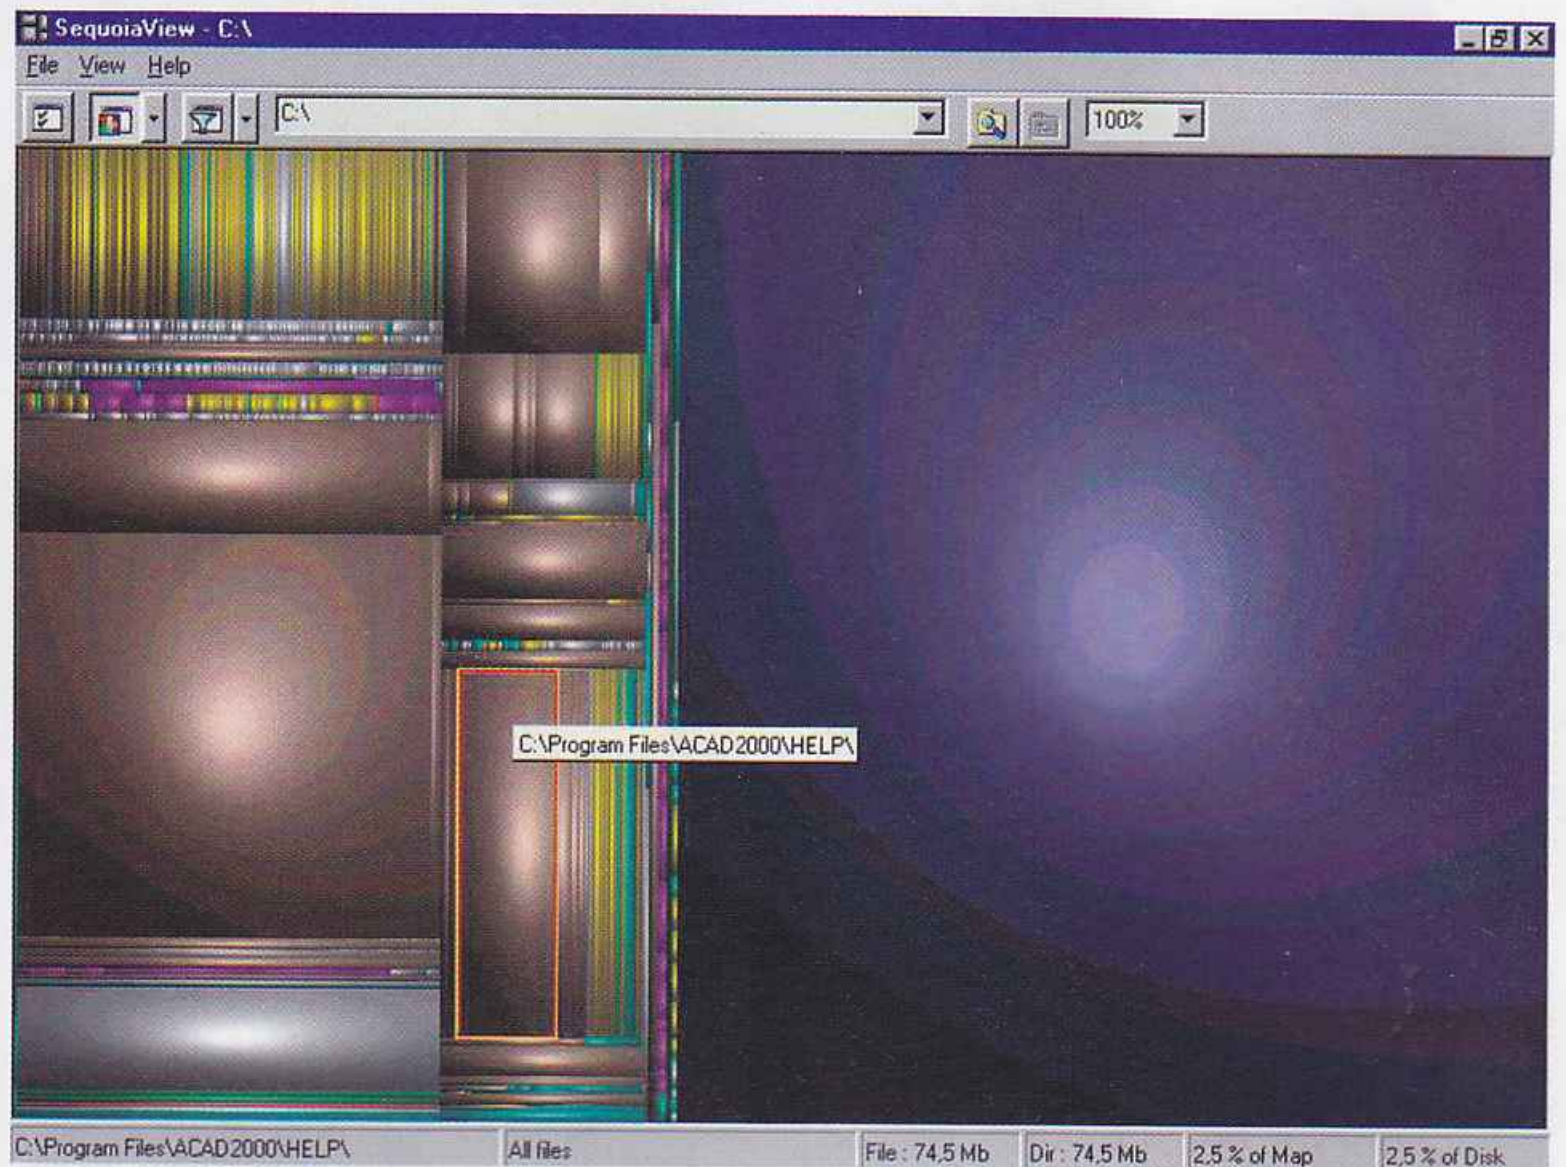 SequoiaView - C:\
File View Help
C:\
100%
C:\Program Files\ACAD2000\HELP\
C:\Program Files\ACAD2000\HELP\
All files
File : 74,5 Mb
Dir : 74,5 Mb
2,5 % of Map
2,5 % of Disk